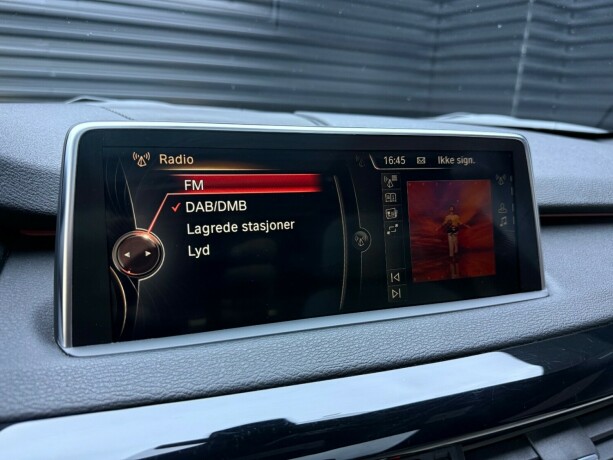 Radio
FM
DAB/DMB
Lagrede stasjoner
Lyd
16:45 Ikke sign.